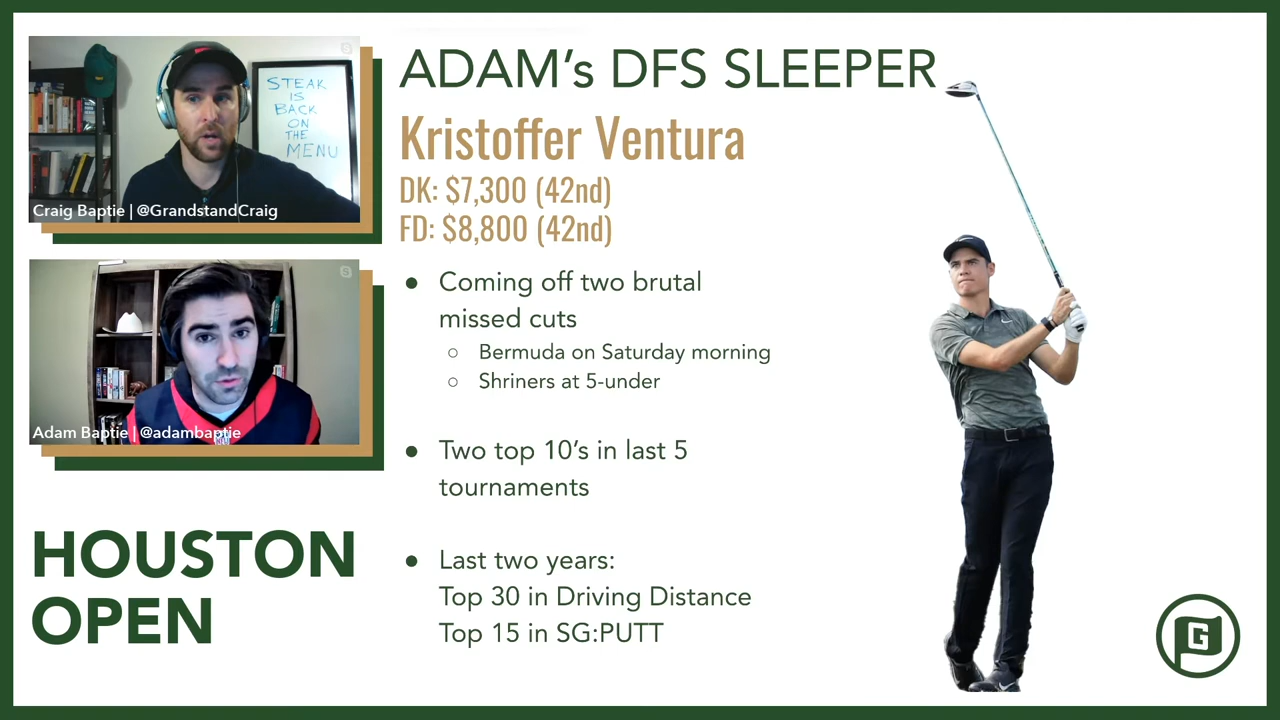 ADAM's DFS SLEEPER
Kristoffer Ventura
DK: $7,300 (42nd)
FD: $8,800 (42nd)
STEAK
IS
BACK
ON
THE
MENU
Craig Baptie | @GrandstandCraig
Adam Baptie | @adambaptie
● Coming off two brutal
missed cuts
○ Bermuda on Saturday morning
○ Shriners at 5-under
● Two top 10's in last 5
tournaments
● Last two years:
Top 30 in Driving Distance
Top 15 in SG:PUTT
HOUSTON
OPEN
G